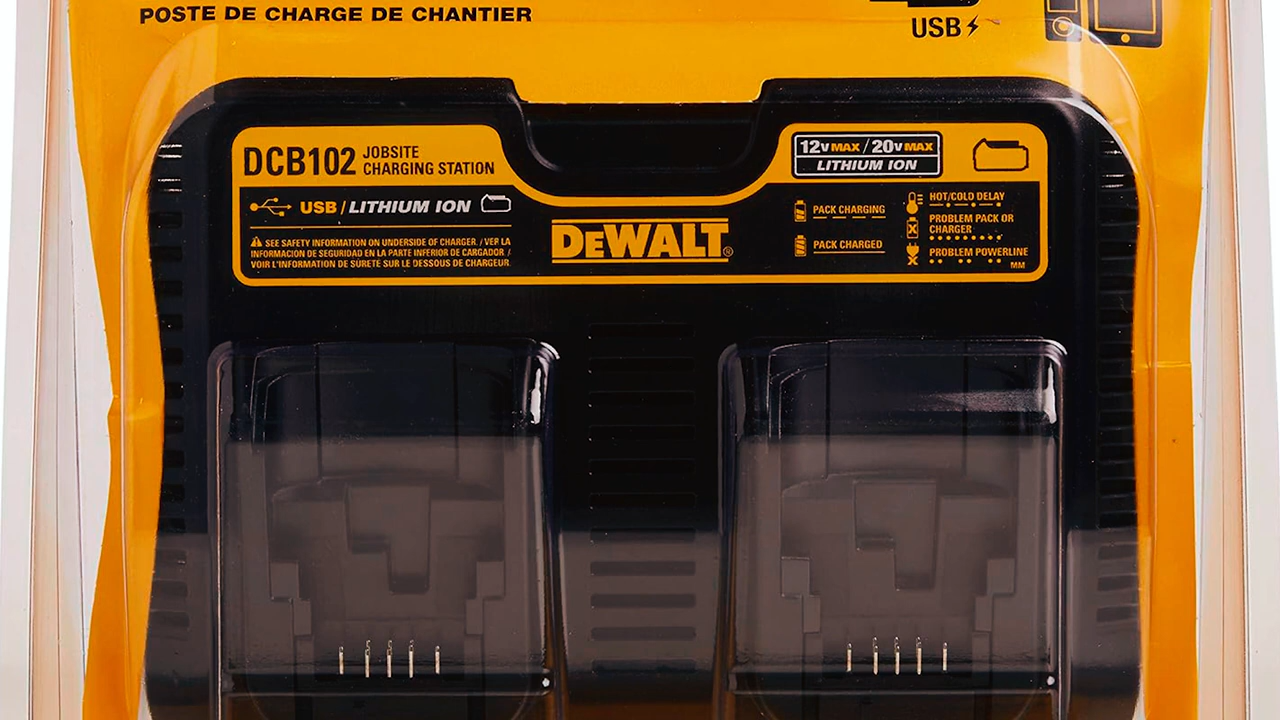 POSTE DE CHARGE DE CHANTIER
USB
DCB102 JOBSITE
CHARGING STATION
12V MAX / 20V MAX
LITHIUM ION
USB / LITHIUM ION
SEE SAFETY INFORMATION ON UNDERSIDE OF CHARGER. / VER LA
INFORMACION DE SEGURIDAD EN LA PARTE INFERIOR DE CARGADOR /
VOIR L'INFORMATION DE SÛRETÉ SUR LE DESSOUS DE CHARGEUR.
DEWALT
PACK CHARGING
PACK CHARGED
HOT/COLD DELAY
PROBLEM PACK OR
CHARGER
PROBLEM POWERLINE
MM